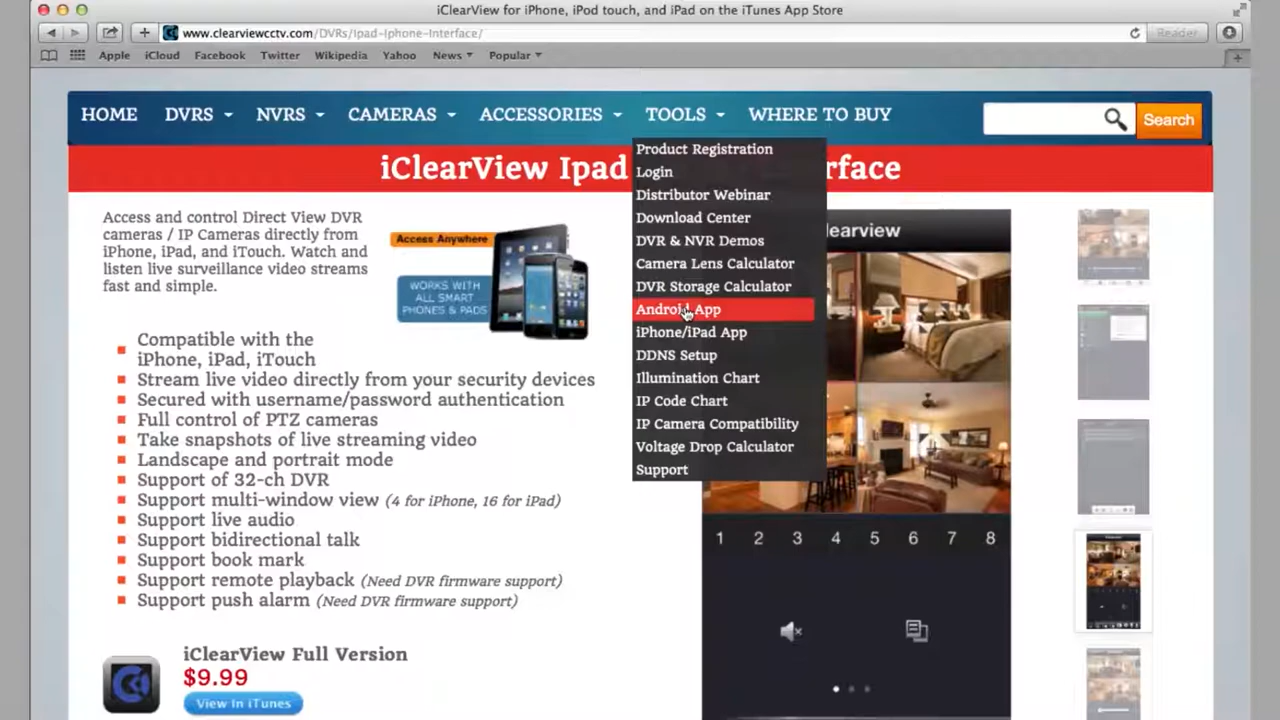 iClearView for iPhone, iPod touch, and iPad on the iTunes App Store
www.clearviewcctv.com/DVRs/Ipad-Iphone-Interface/
Reader
Apple iCloud Facebook Twitter Wikipedia Yahoo News Popular
HOME DVRS NVRS CAMERAS ACCESSORIES TOOLS WHERE TO BUY
Search
iClearView Ipad rface
Product Registration
Login
Distributor Webinar
Download Center
DVR & NVR Demos
Camera Lens Calculator
DVR Storage Calculator
Android App
iPhone/iPad App
DDNS Setup
Illumination Chart
IP Code Chart
IP Camera Compatibility
Voltage Drop Calculator
Support
Access and control Direct View DVR
cameras / IP Cameras directly from
iPhone, iPad, and iTouch. Watch and
listen live surveillance video streams
fast and simple.
Access Anywhere
WORKS WITH
ALL SMART
PHONES & PADS
Compatible with the
iPhone, iPad, iTouch
Stream live video directly from your security devices
Secured with username/password authentication
Full control of PTZ cameras
Take snapshots of live streaming video
Landscape and portrait mode
Support of 32-ch DVR
Support multi-window view (4 for iPhone, 16 for iPad)
Support live audio
Support bidirectional talk
Support book mark
Support remote playback (Need DVR firmware support)
Support push alarm (Need DVR firmware support)
learview
1 2 3 4 5 6 7 8
iClearView Full Version
$9.99
View In iTunes